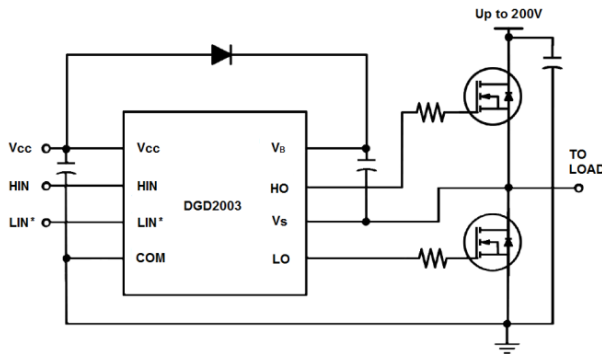 Up to 200V
Vcc
HIN
LIN*
Vcc
HIN
LIN*
COM
DGD2003
VB
HO
Vs
LO
TO
LOAD